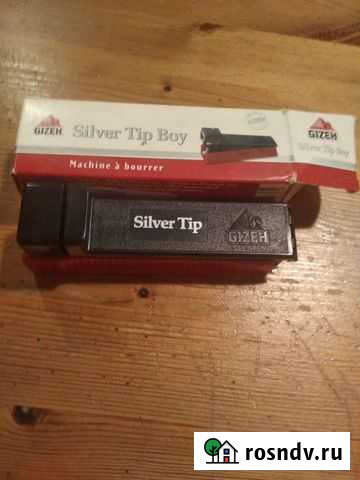 GIZEH
Silver Tip Boy
Machine à bourrer
GIZEH
Silver Tip Boy
Silver Tip
GIZEH
rosndv.ru